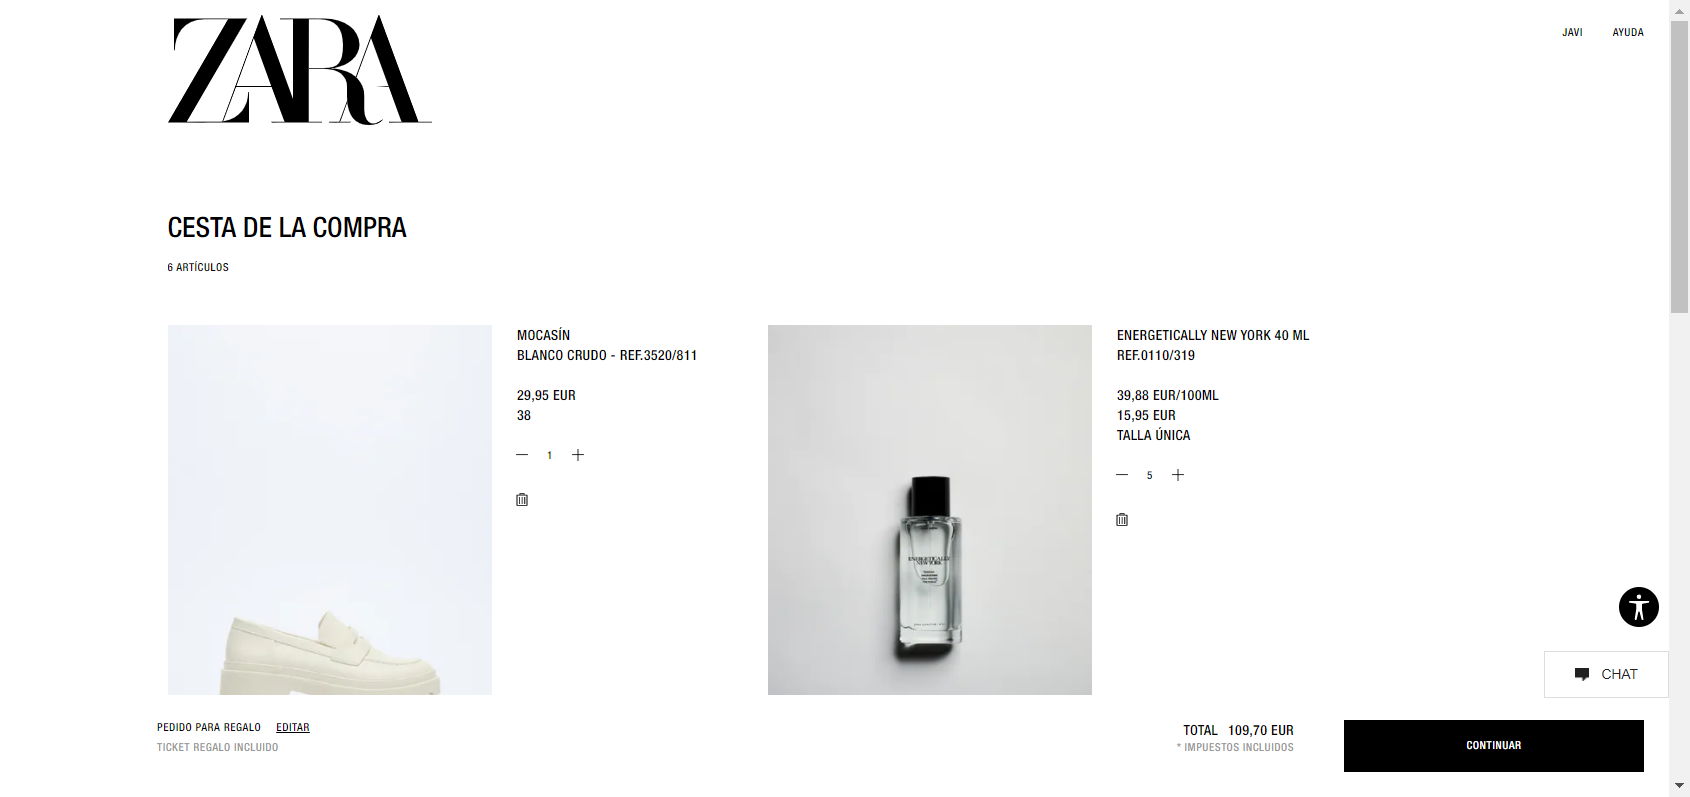 ZARA
JAVI
AYUDA
CESTA DE LA COMPRA
6 ARTÍCULOS
MOCASÍN
BLANCO CRUDO - REF.3520/811
29,95 EUR
38
1
ENERGETICALLY NEW YORK 40 ML
REF.0110/319
39,88 EUR/100ML
15,95 EUR
TALLA ÚNICA
5
ENERGETICALLY
NEW YORK
CHAT
PEDIDO PARA REGALO EDITAR
TICKET REGALO INCLUIDO
TOTAL 109,70 EUR
* IMPUESTOS INCLUIDOS
CONTINUAR